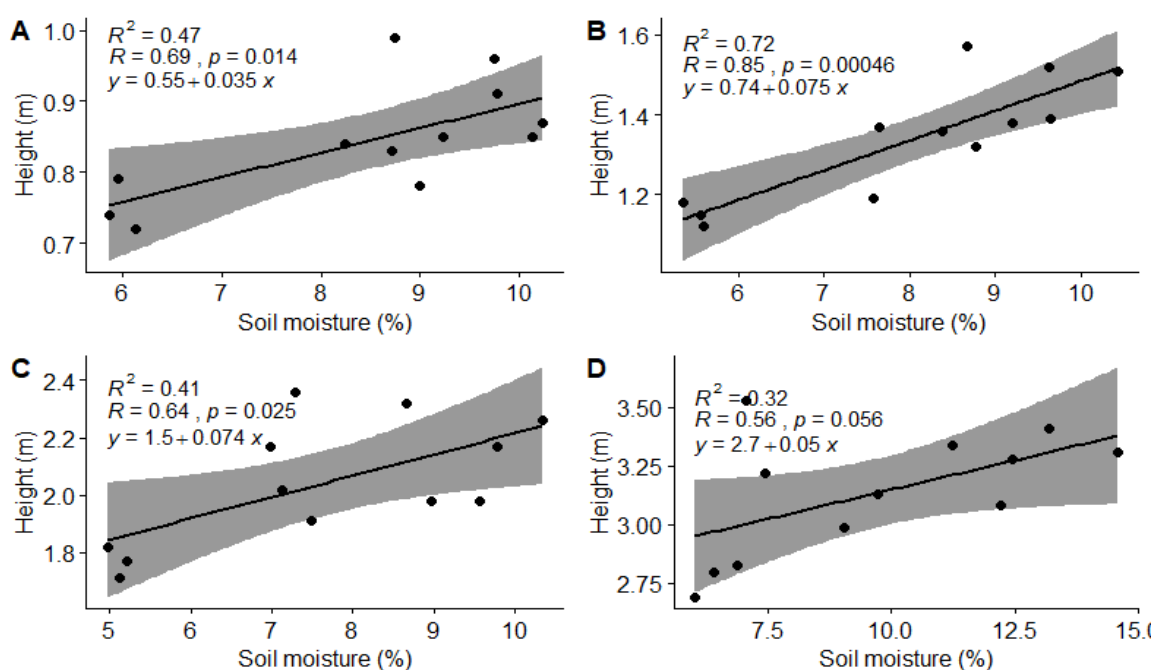 A
R² = 0.47
R = 0.69 , p = 0.014
y = 0.55 + 0.035 x
Height (m)
1.0
0.9
0.8
0.7
6 7 8 9 10
Soil moisture (%)
B
R² = 0.72
R = 0.85 , p = 0.00046
y = 0.74 + 0.075 x
Height (m)
1.6
1.4
1.2
6 7 8 9 10
Soil moisture (%)
C
R² = 0.41
R = 0.64 , p = 0.025
y = 1.5 + 0.074 x
Height (m)
2.4
2.2
2.0
1.8
5 6 7 8 9 10
Soil moisture (%)
D
R² = 0.32
R = 0.56 , p = 0.056
y = 2.7 + 0.05 x
Height (m)
3.50
3.25
3.00
2.75
7.5 10.0 12.5 15.0
Soil moisture (%)